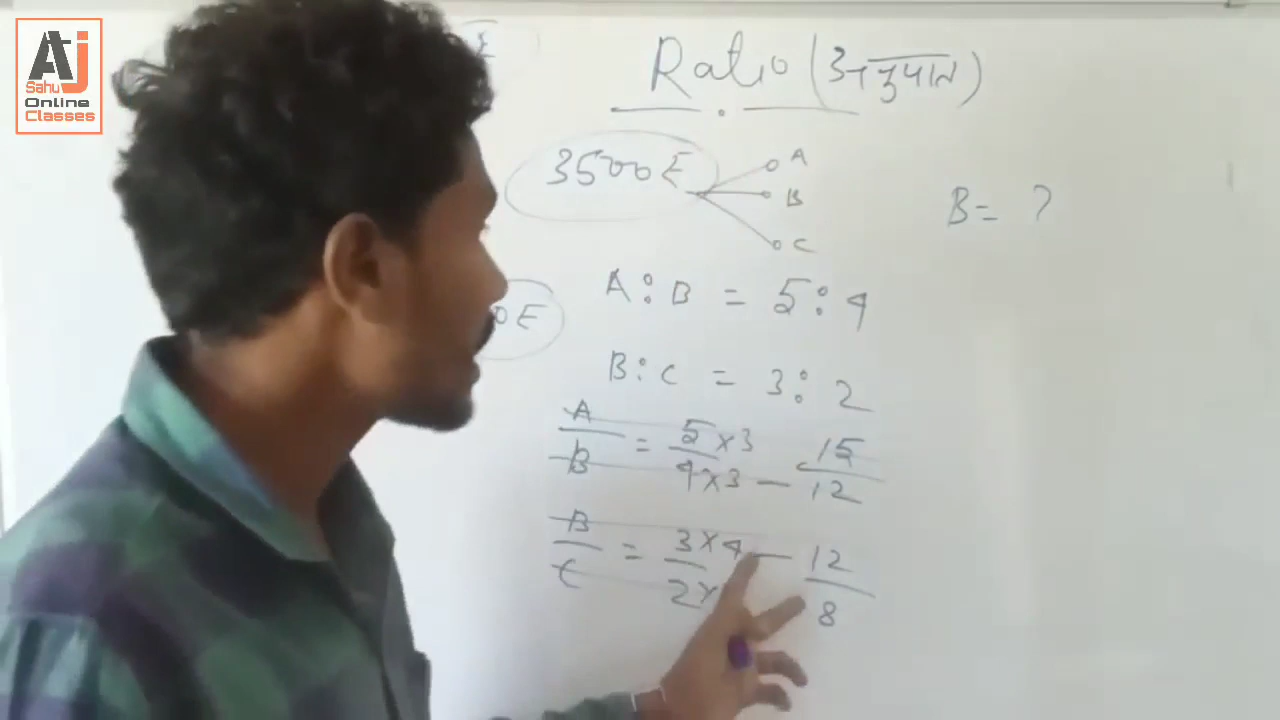 AJ
Sahu
Online
Classes
Ratio (अनुपात)
3500 E
A
B
C
B = ?
0 E
A : B = 5 : 4
B : C = 3 : 2
A/B = 5×3/4×3 — 15/12
B/C = 3×4/2× — 12/8